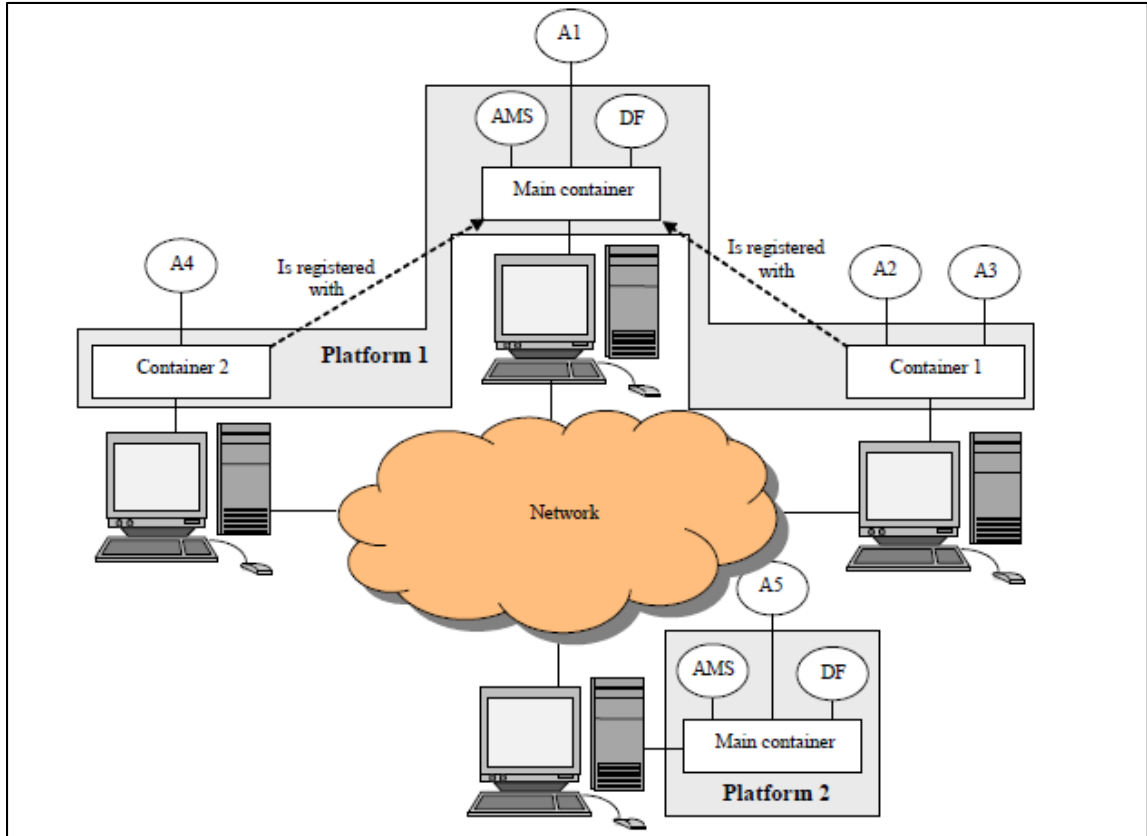 A1
AMS
DF
Main container
A4
Is registered
with
Is registered
with
A2
A3
Container 2
Platform 1
Container 1
Network
A5
AMS
DF
Main container
Platform 2